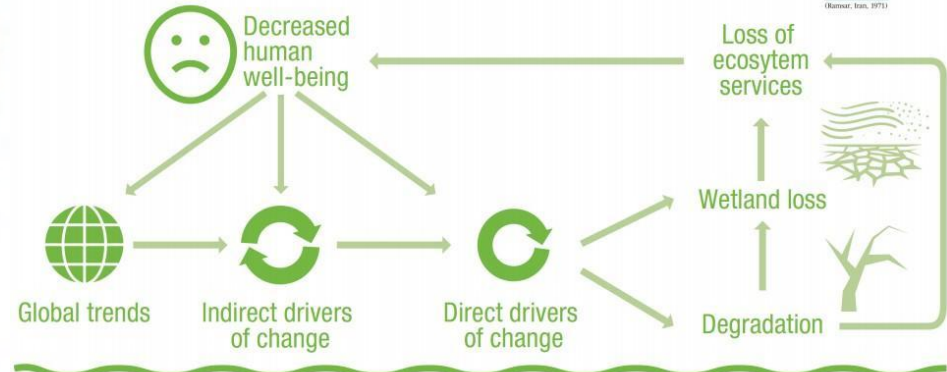 (Ramsar, Iran, 1971)
Decreased
human
well-being
Loss of
ecosytem
services
Wetland loss
Global trends
Indirect drivers
of change
Direct drivers
of change
Degradation